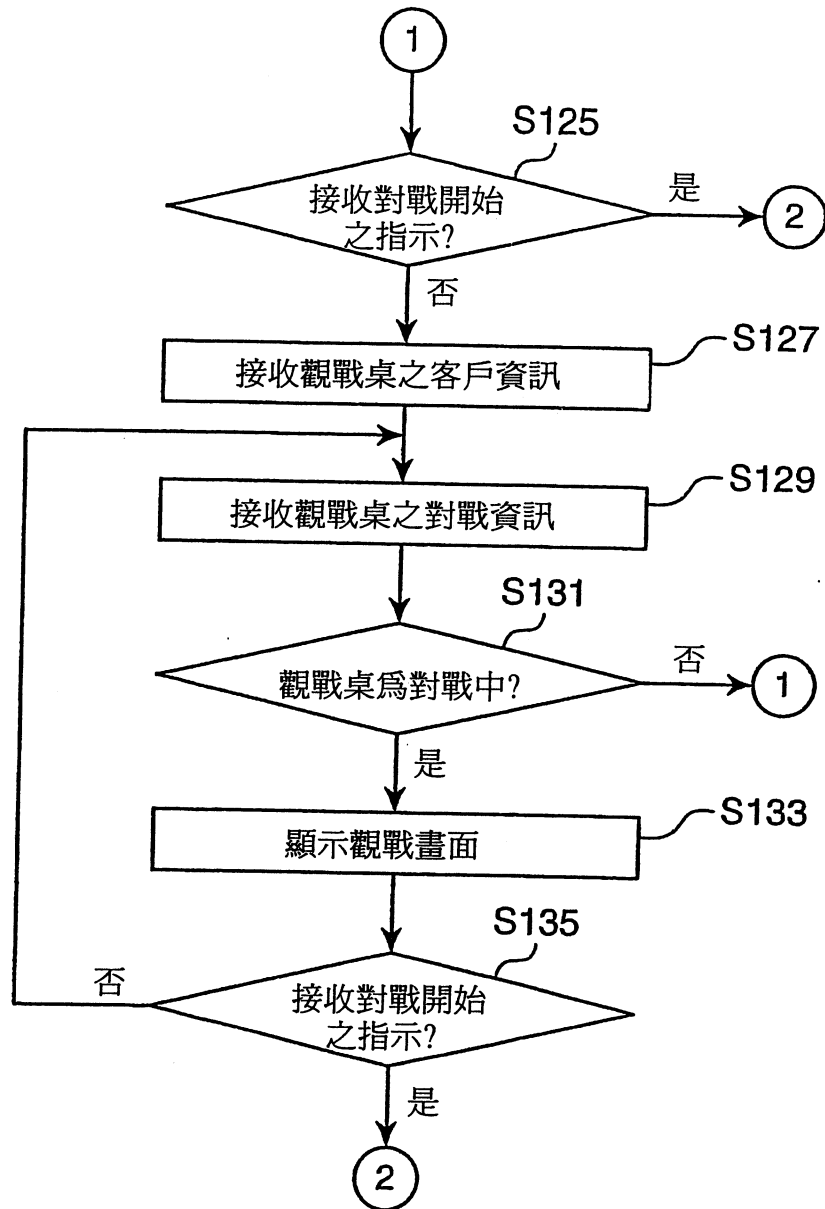 1
S125
接收對戰開始
之指示?
是
2
否
S127
接收觀戰桌之客戶資訊
S129
接收觀戰桌之對戰資訊
S131
觀戰桌爲對戰中?
否
1
是
S133
顯示觀戰畫面
S135
接收對戰開始
之指示?
否
是
2